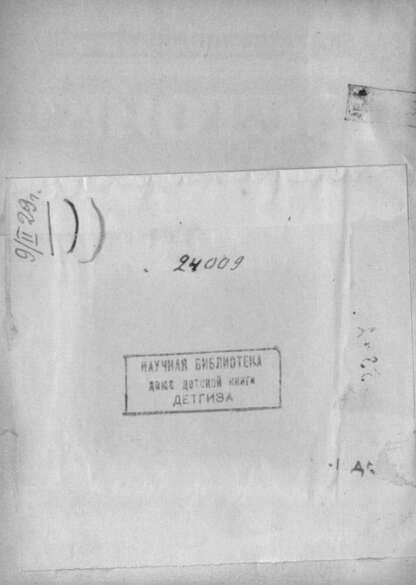 9/II 29г.
24009
НАУЧНАЯ БИБЛИОТЕКА
дома детской книги
ДЕТГИЗА